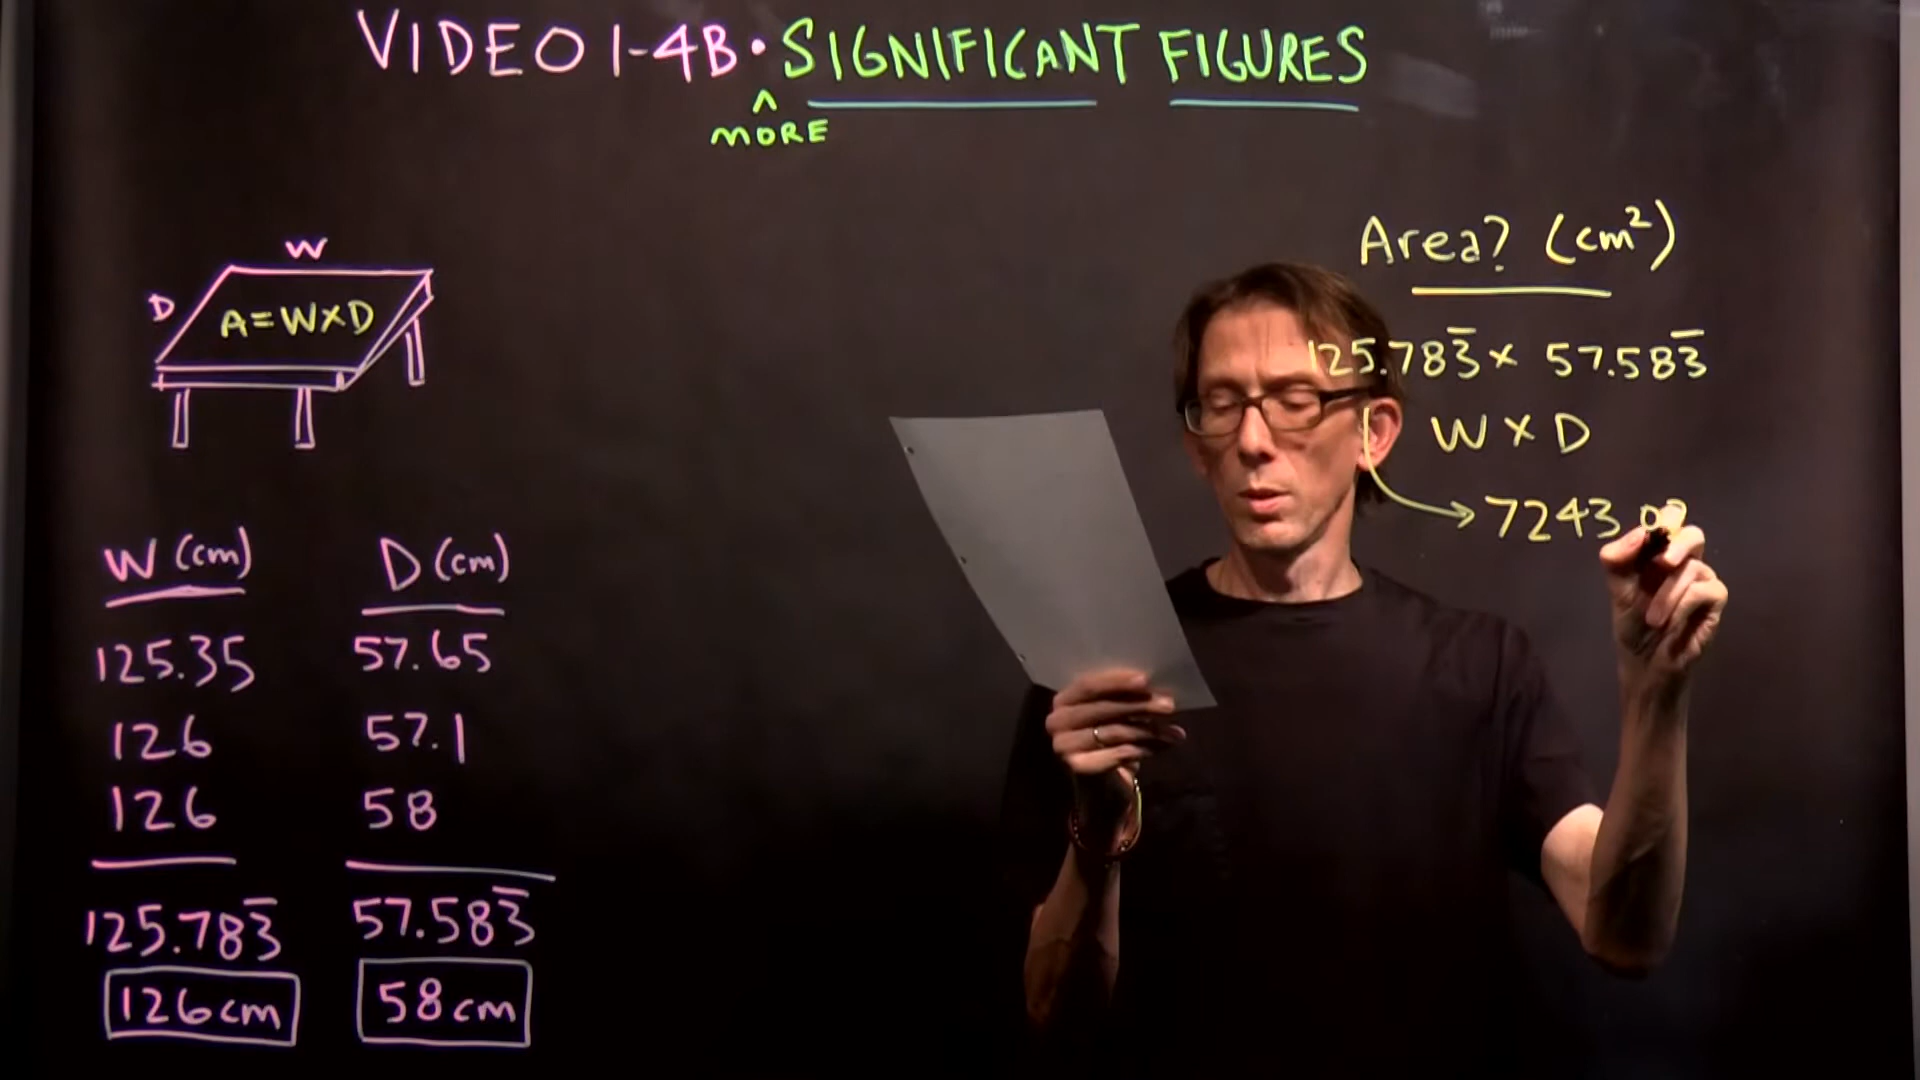 VIDEO 1-4B • SIGNIFICANT FIGURES
^
MORE
W
D
A=WxD
W (cm)
D (cm)
125.35
57.65
126
57.1
126
58
125.783̅
57.583̅
126cm
58cm
Area? (cm²)
125.783̅ x 57.583̅
W x D
7243